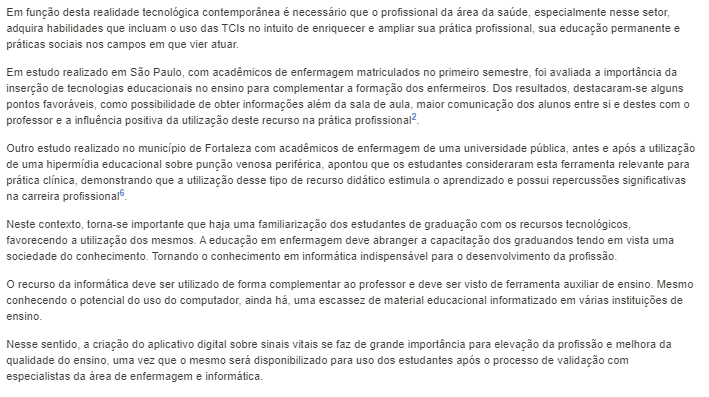 Em função desta realidade tecnológica contemporânea é necessário que o profissional da área da saúde, especialmente nesse setor,
adquira habilidades que incluam o uso das TCIs no intuito de enriquecer e ampliar sua prática profissional, sua educação permanente e
práticas sociais nos campos em que vier atuar.
Em estudo realizado em São Paulo, com acadêmicos de enfermagem matriculados no primeiro semestre, foi avaliada a importância da
inserção de tecnologias educacionais no ensino para complementar a formação dos enfermeiros. Dos resultados, destacaram-se alguns
pontos favoráveis, como possibilidade de obter informações além da sala de aula, maior comunicação dos alunos entre si e destes com o
professor e a influência positiva da utilização deste recurso na prática profissional2.
Outro estudo realizado no município de Fortaleza com acadêmicos de enfermagem de uma universidade pública, antes e após a utilização
de uma hipermídia educacional sobre punção venosa periférica, apontou que os estudantes consideraram esta ferramenta relevante para
prática clínica, demonstrando que a utilização desse tipo de recurso didático estimula o aprendizado e possui repercussões significativas
na carreira profissional6.
Neste contexto, torna-se importante que haja uma familiarização dos estudantes de graduação com os recursos tecnológicos,
favorecendo a utilização dos mesmos. A educação em enfermagem deve abranger a capacitação dos graduandos tendo em vista uma
sociedade do conhecimento. Tornando o conhecimento em informática indispensável para o desenvolvimento da profissão.
O recurso da informática deve ser utilizado de forma complementar ao professor e deve ser visto de ferramenta auxiliar de ensino. Mesmo
conhecendo o potencial do uso do computador, ainda há, uma escassez de material educacional informatizado em várias instituições de
ensino.
Nesse sentido, a criação do aplicativo digital sobre sinais vitais se faz de grande importância para elevação da profissão e melhora da
qualidade do ensino, uma vez que o mesmo será disponibilizado para uso dos estudantes após o processo de validação com
especialistas da área de enfermagem e informática.